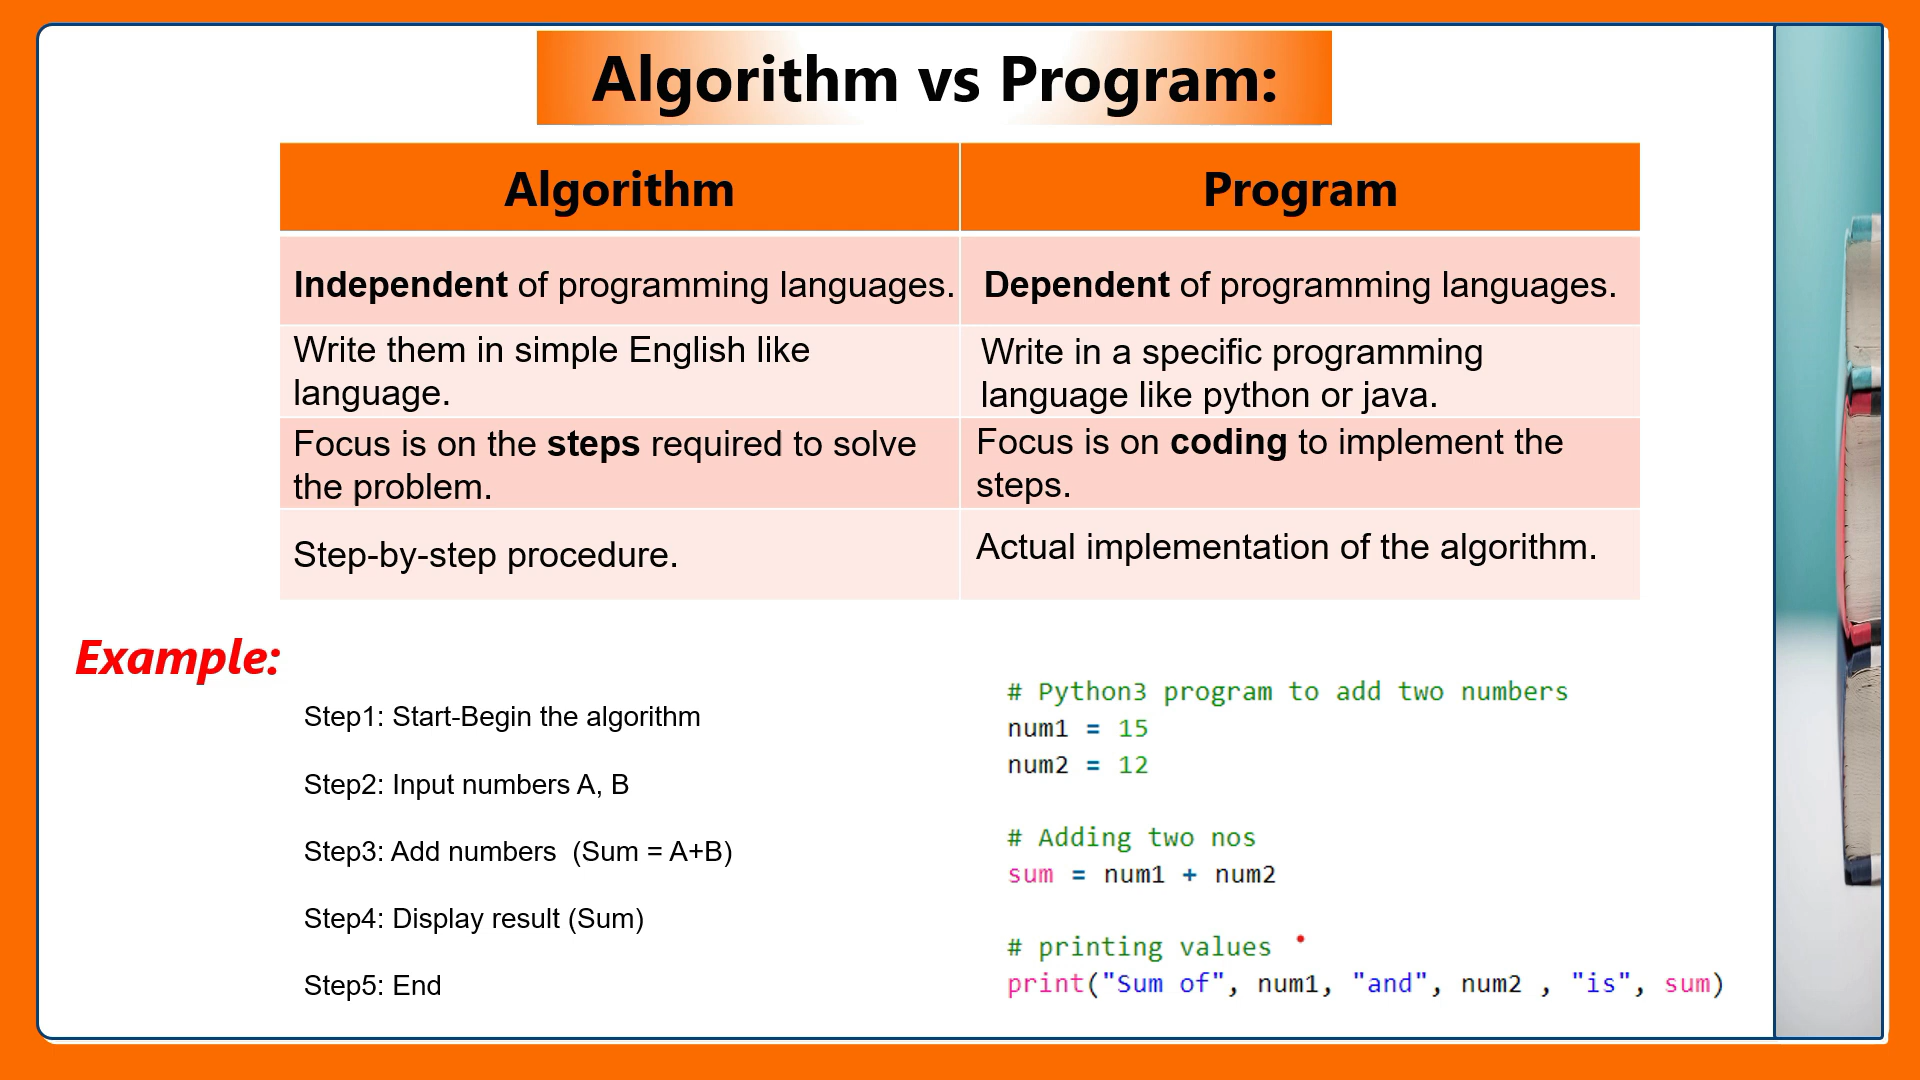 Algorithm vs Program:
Algorithm
Program
Independent of programming languages.
Dependent of programming languages.
Write them in simple English like
language.
Write in a specific programming
language like python or java.
Focus is on the steps required to solve
the problem.
Focus is on coding to implement the
steps.
Step-by-step procedure.
Actual implementation of the algorithm.
Example:
Step1: Start-Begin the algorithm
Step2: Input numbers A, B
Step3: Add numbers  (Sum = A+B)
Step4: Display result (Sum)
Step5: End
# Python3 program to add two numbers
num1 = 15
num2 = 12
# Adding two nos
sum = num1 + num2
# printing values
print("Sum of", num1, "and", num2 , "is", sum)